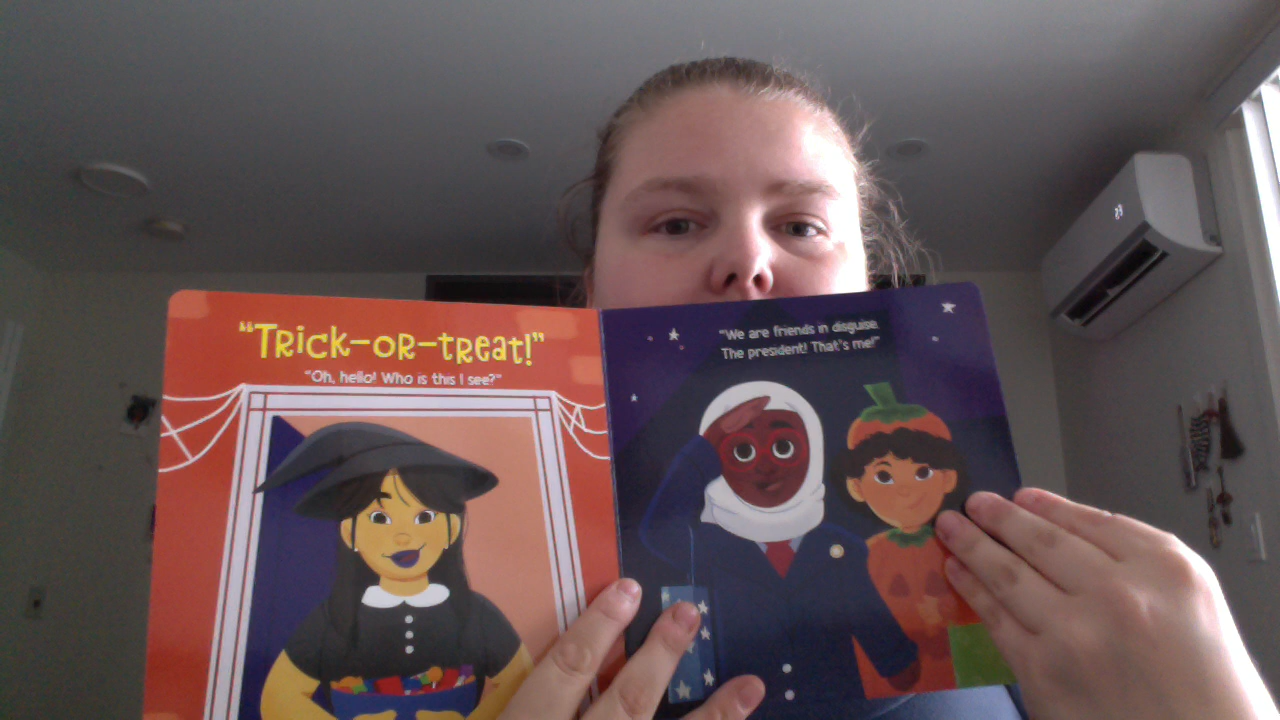 "TRick-oR-tReat!"
"Oh, hello! Who is this I see?"
"We are friends in disguise.
The president! That's me!"